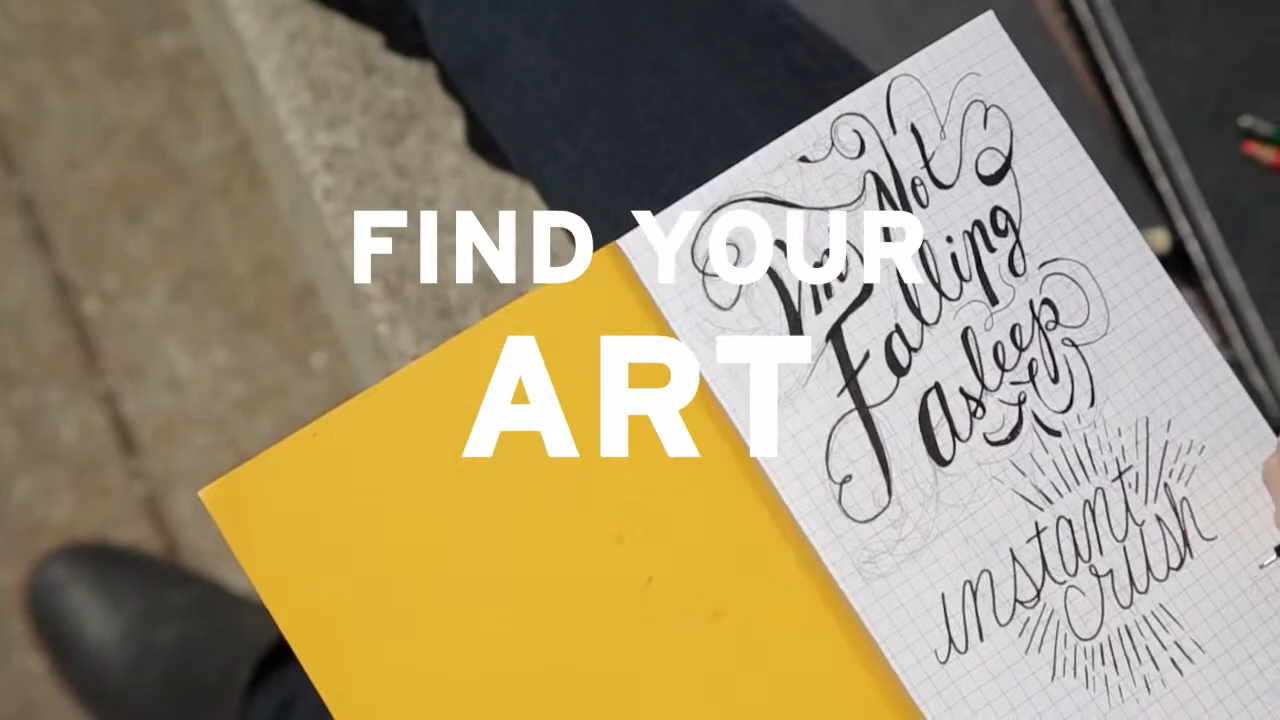 FIND YOUR
ART
I'm Not
Falling
asleep
instant
crush